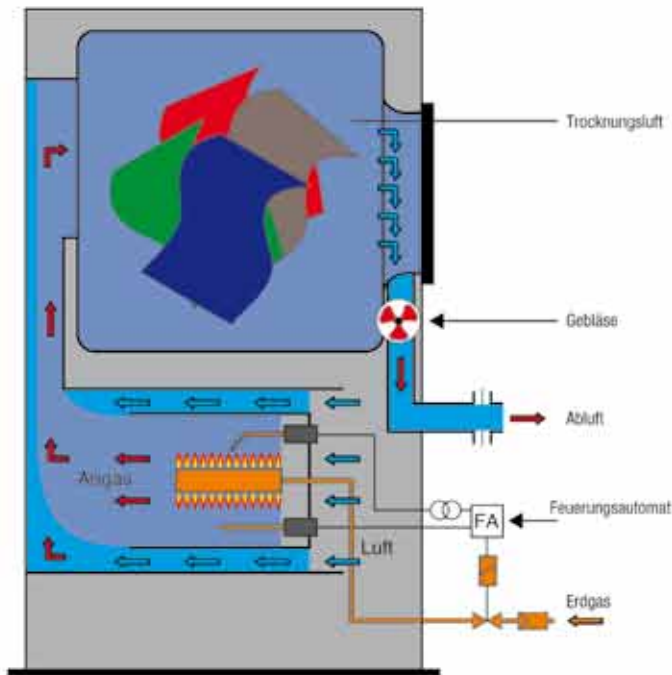 Trocknungsluft
Gebläse
Abluft
Abgas
Feuerungsautomat
FA
Luft
Erdgas